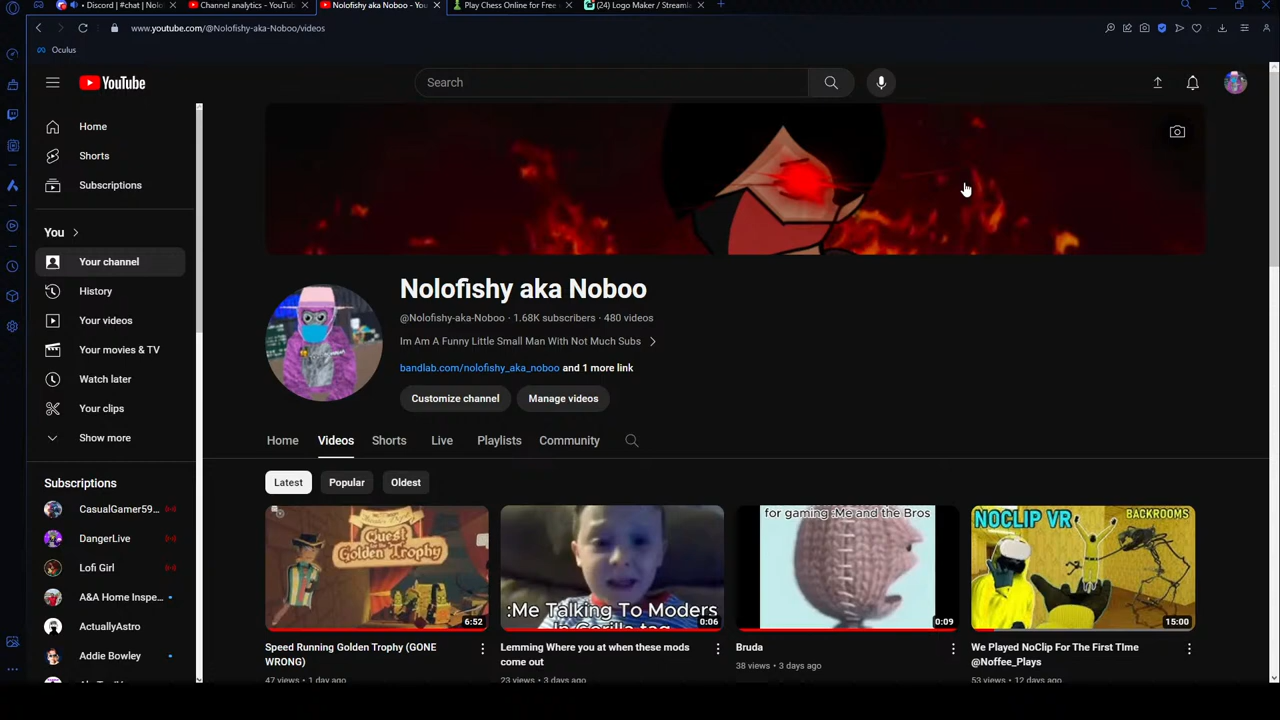 Discord | #chat | Nolofis
Channel analytics - YouTub
Nolofishy aka Noboo - You
Play Chess Online for Free
(24) Logo Maker / Streamla
www.youtube.com/@Nolofishy-aka-Noboo/videos
Oculus
YouTube
Search
Home
Shorts
Subscriptions
You
Your channel
History
Your videos
Your movies & TV
Watch later
Your clips
Show more
Subscriptions
CasualGamer59...
DangerLive
Lofi Girl
A&A Home Inspe...
ActuallyAstro
Addie Bowley
Nolofishy aka Noboo
@Nolofishy-aka-Noboo · 1.68K subscribers · 480 videos
Im Am A Funny Little Small Man With Not Much Subs
bandlab.com/nolofishy_aka_noboo and 1 more link
Customize channel
Manage videos
Home
Videos
Shorts
Live
Playlists
Community
Latest
Popular
Oldest
Quest
for the
Golden Trophy
6:52
:Me Talking To Moders
In Gorilla tag
0:06
for gaming :Me and the Bros
0:09
NOCLIP VR
BACKROOMS
15:00
Speed Running Golden Trophy (GONE
WRONG)
47 views · 1 day ago
Lemming Where you at when these mods
come out
23 views · 3 days ago
Bruda
38 views · 3 days ago
We Played NoClip For The First TIme
@Noffee_Plays
53 views · 12 days ago